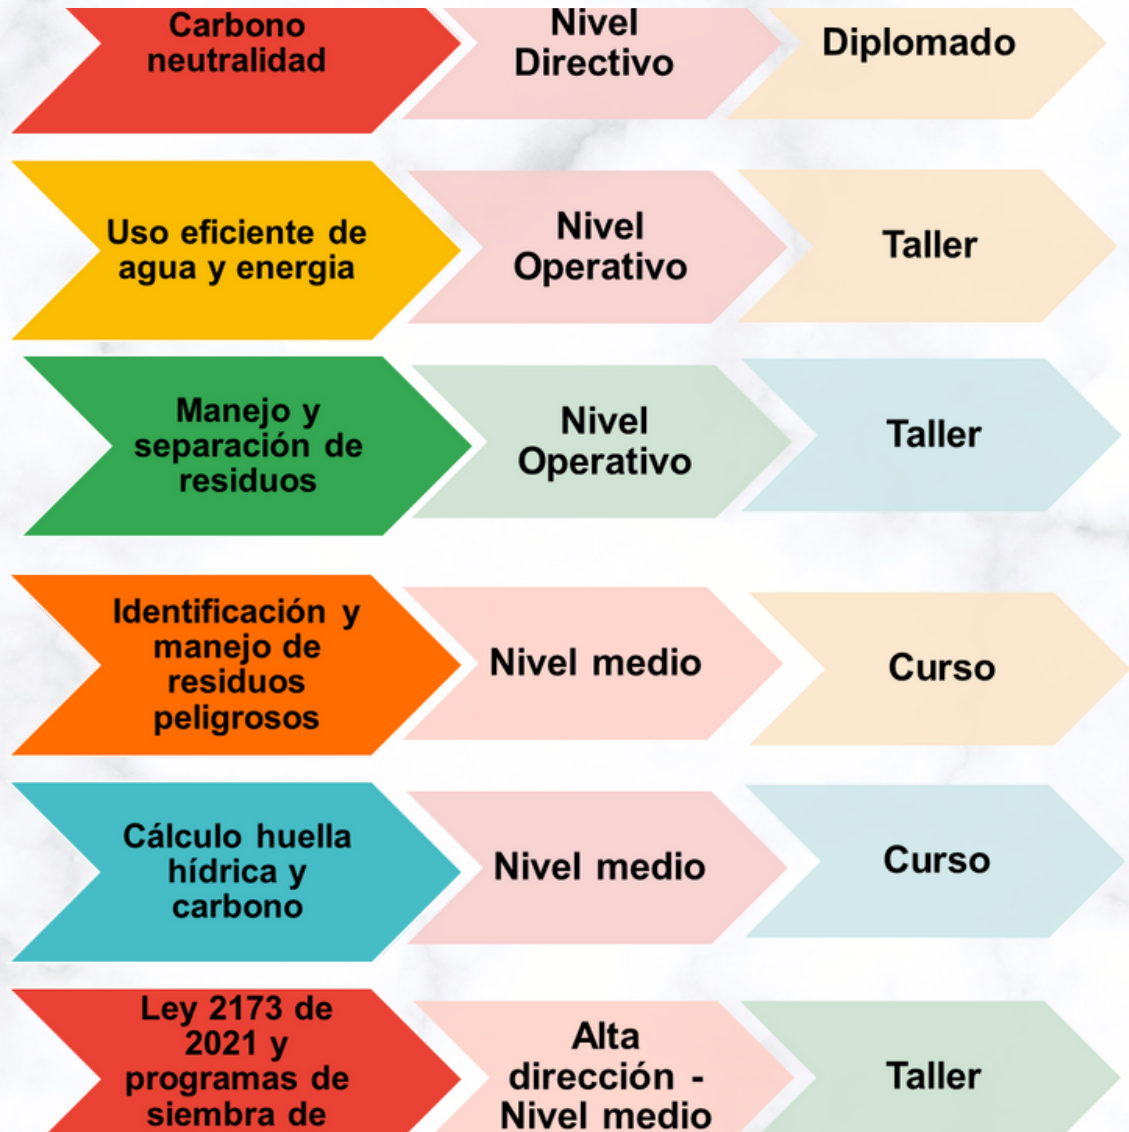 Carbono
neutralidad
Nivel
Directivo
Diplomado
Uso eficiente de
agua y energia
Nivel
Operativo
Taller
Manejo y
separación de
residuos
Nivel
Operativo
Taller
Identificación y
manejo de
residuos
peligrosos
Nivel medio
Curso
Cálculo huella
hídrica y
carbono
Nivel medio
Curso
Ley 2173 de
2021 y
programas de
siembra de
Alta
dirección -
Nivel medio
Taller